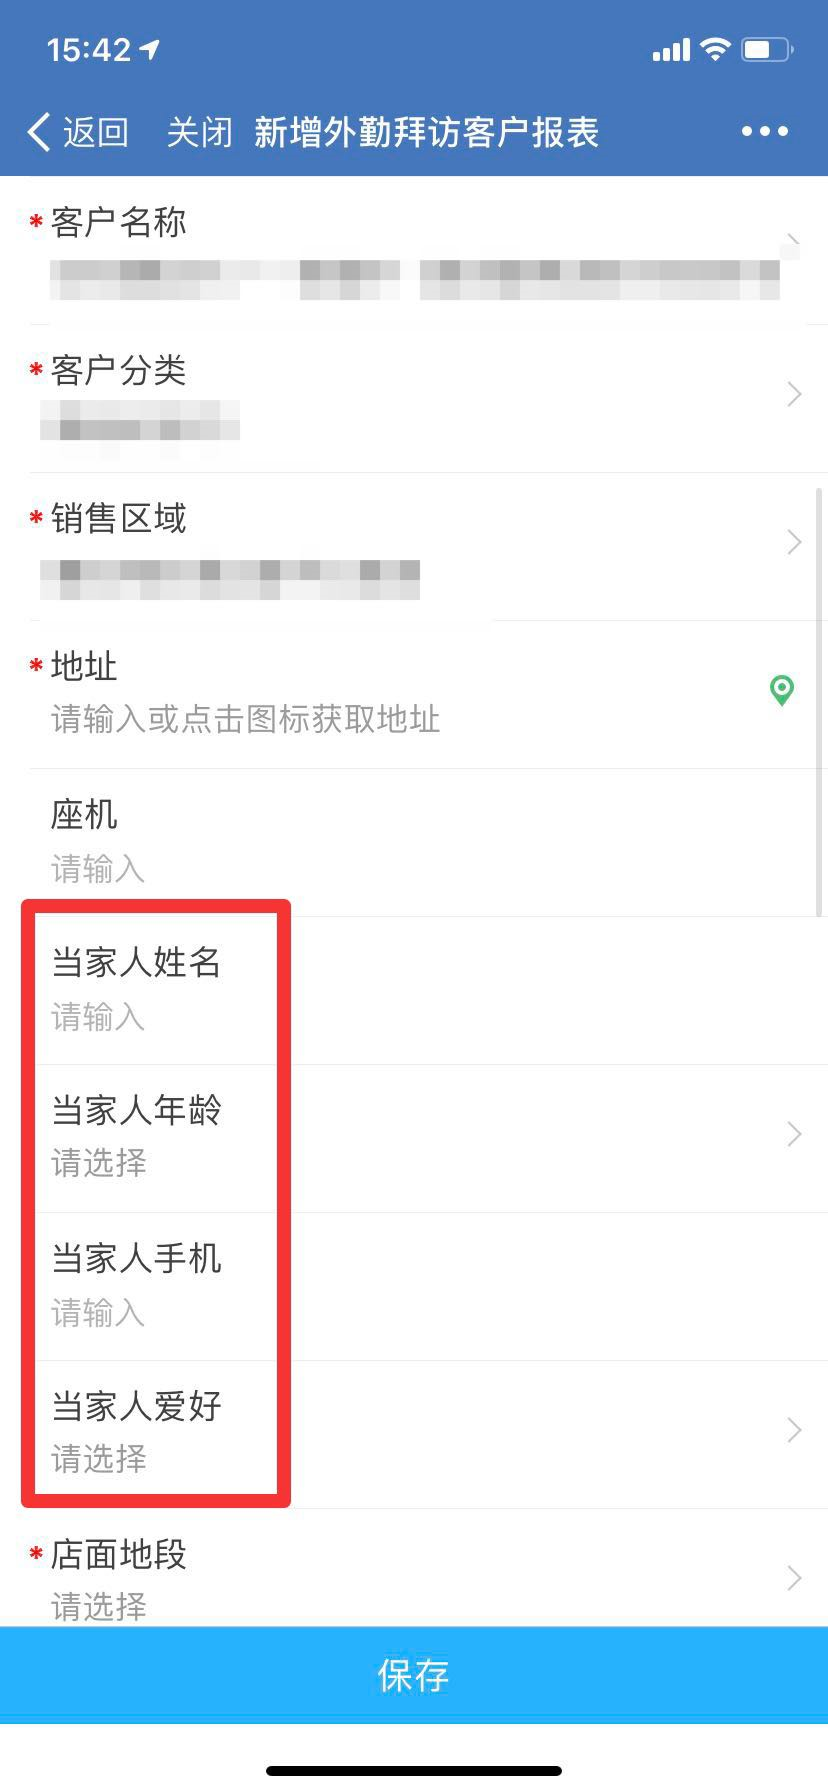 15:42
返回 关闭 新增外勤拜访客户报表
* 客户名称
* 客户分类
* 销售区域
* 地址
请输入或点击图标获取地址
座机
请输入
当家人姓名
请输入
当家人年龄
请选择
当家人手机
请输入
当家人爱好
请选择
* 店面地段
请选择
保存